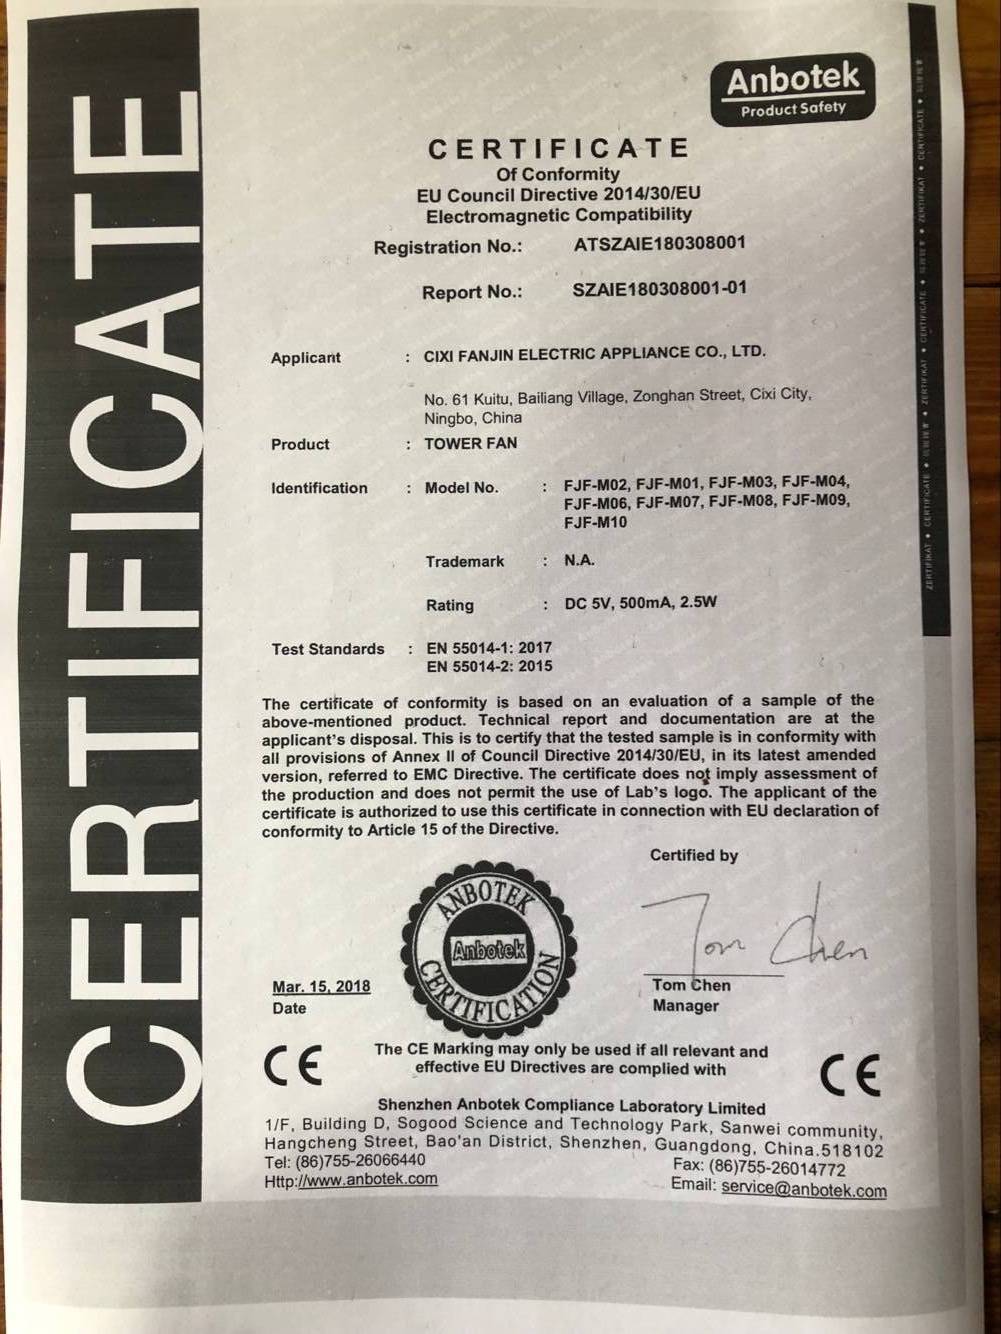 CERTIFICATE
Anbotek
Product Safety
CERTIFICATE
Of Conformity
EU Council Directive 2014/30/EU
Electromagnetic Compatibility
Registration No.: ATSZAIE180308001
Report No.: SZAIE180308001-01
Applicant : CIXI FANJIN ELECTRIC APPLIANCE CO., LTD.
No. 61 Kuitu, Bailiang Village, Zonghan Street, Cixi City,
Ningbo, China
Product : TOWER FAN
Identification : Model No. : FJF-M02, FJF-M01, FJF-M03, FJF-M04,
FJF-M06, FJF-M07, FJF-M08, FJF-M09,
FJF-M10
Trademark : N.A.
Rating : DC 5V, 500mA, 2.5W
Test Standards : EN 55014-1: 2017
EN 55014-2: 2015
The certificate of conformity is based on an evaluation of a sample of the
above-mentioned product. Technical report and documentation are at the
applicant's disposal. This is to certify that the tested sample is in conformity with
all provisions of Annex II of Council Directive 2014/30/EU, in its latest amended
version, referred to EMC Directive. The certificate does not imply assessment of
the production and does not permit the use of Lab's logo. The applicant of the
certificate is authorized to use this certificate in connection with EU declaration of
conformity to Article 15 of the Directive.
Certified by
Tom Chen
ANBOTEK
Anbotek
CERTIFICATION
Mar. 15, 2018
Date
Tom Chen
Manager
CE
The CE Marking may only be used if all relevant and
effective EU Directives are complied with
CE
Shenzhen Anbotek Compliance Laboratory Limited
1/F, Building D, Sogood Science and Technology Park, Sanwei community,
Hangcheng Street, Bao'an District, Shenzhen, Guangdong, China.518102
Tel: (86)755-26066440 Fax: (86)755-26014772
Http://www.anbotek.com Email: service@anbotek.com